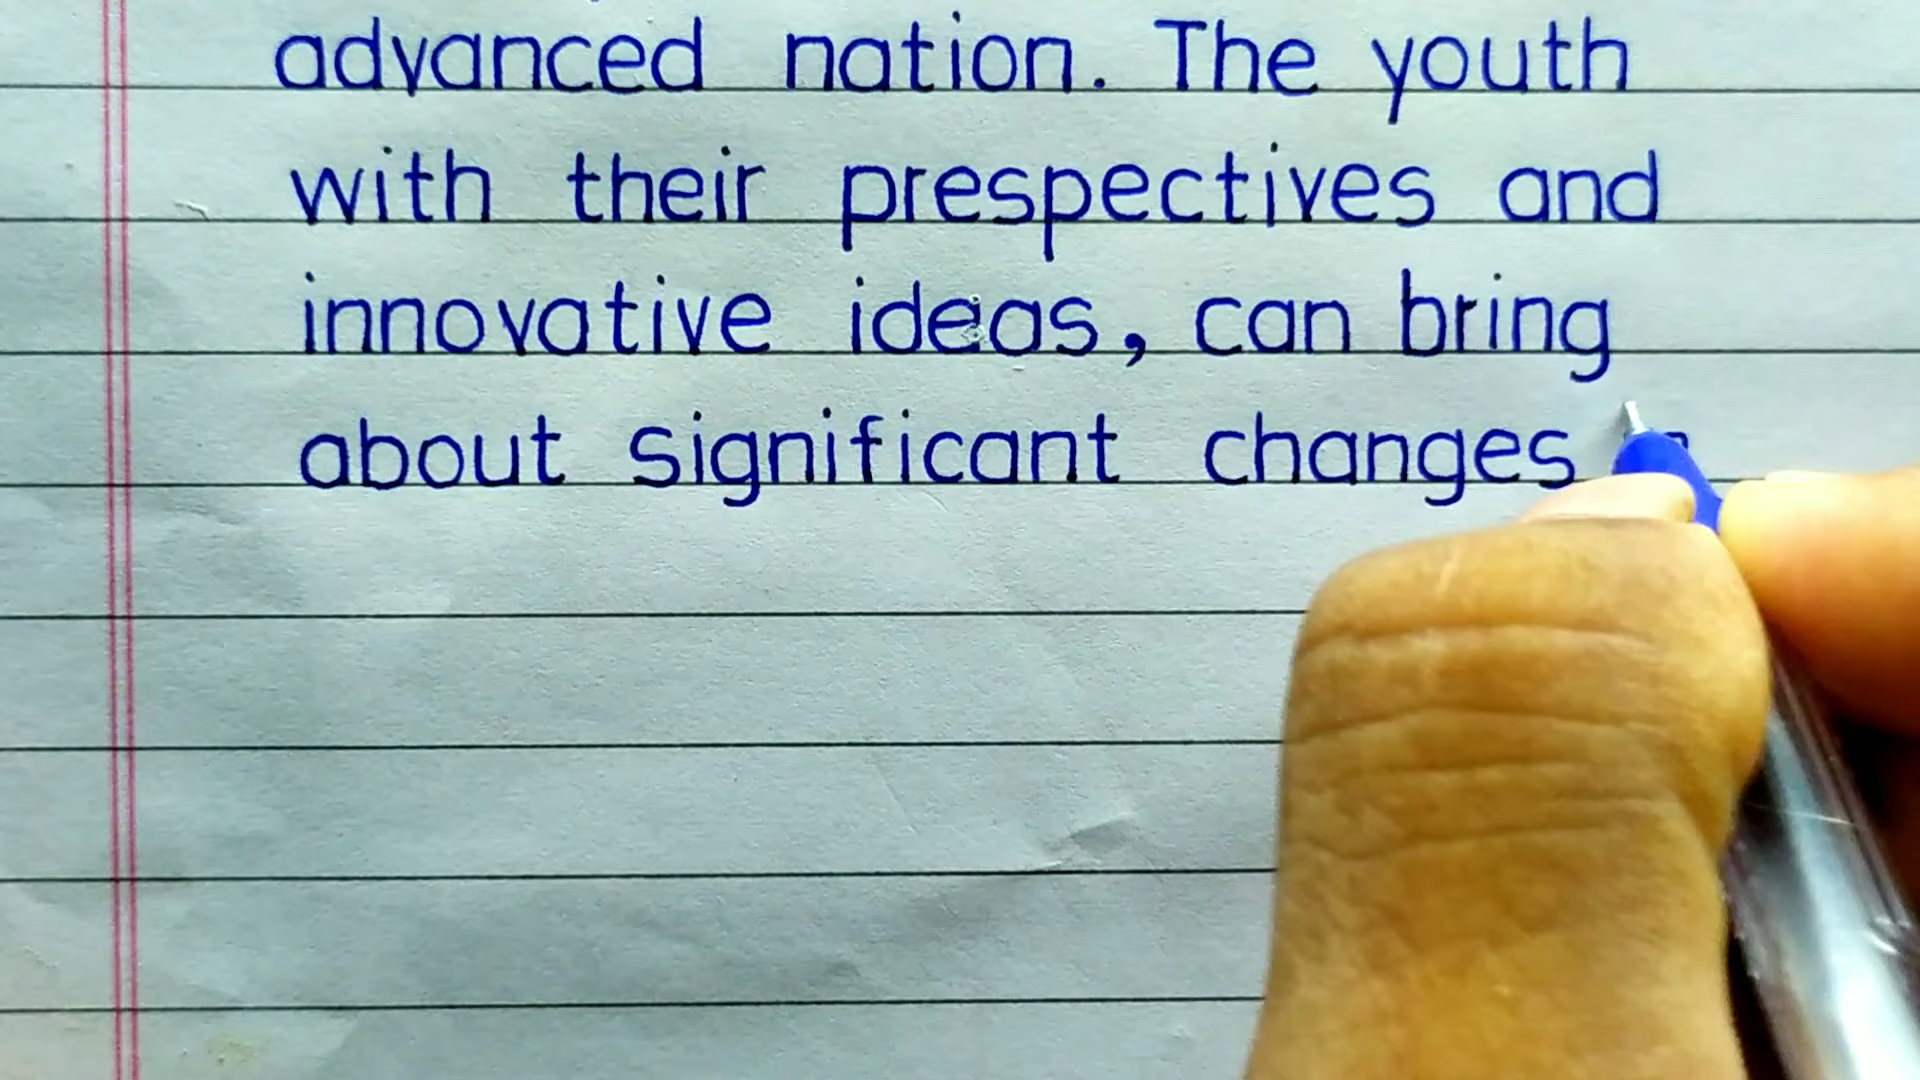 advanced nation. The youth
with their prespectives and
innovative ideas, can bring
about significant changes